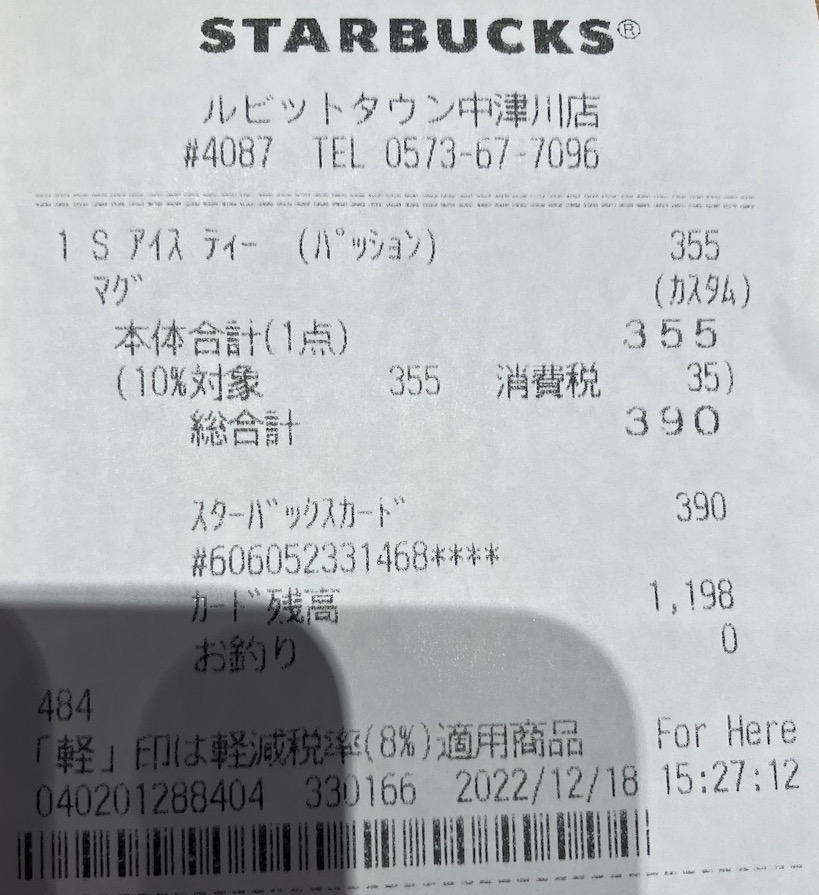 STARBUCKS®
ルビットタウン中津川店
#4087 TEL 0573-67-7096
1 S ｱｲｽ ﾃｨｰ (ﾊﾟｯｼｮﾝ) 355
ﾏｸﾞ (ｶｽﾀﾑ)
本体合計(1点) 355
(10%対象 355 消費税 35)
総合計 390
ｽﾀｰﾊﾞｯｸｽｶｰﾄﾞ 390
#606052331468****
ｶｰﾄﾞ残高 1,198
お釣り 0
484
「軽」印は軽減税率(8%)適用商品 For Here
040201288404 330166 2022/12/18 15:27:12